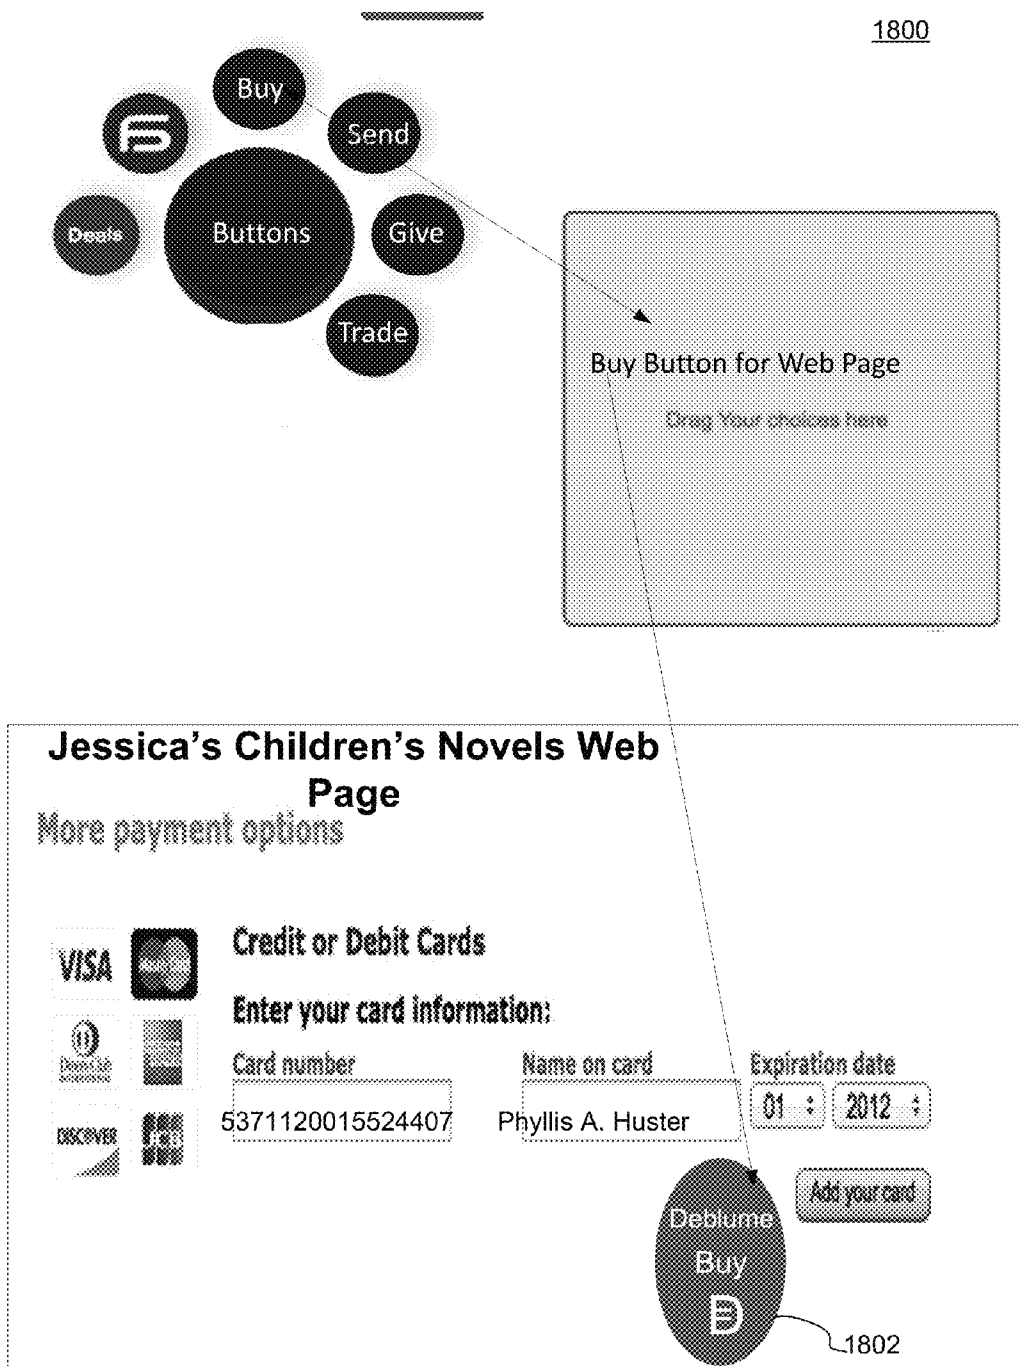 1800
Buy
Send
Deals
Buttons
Give
Trade
Buy Button for Web Page
Drag Your choices here
Jessica's Children's Novels Web
Page
More payment options
VISA
Credit or Debit Cards
Enter your card information:
Card number
Name on card
Expiration date
5371120015524407
Phyllis A. Huster
01
2012
DISCOVER
JCB
Add your card
Deblume
Buy
1802